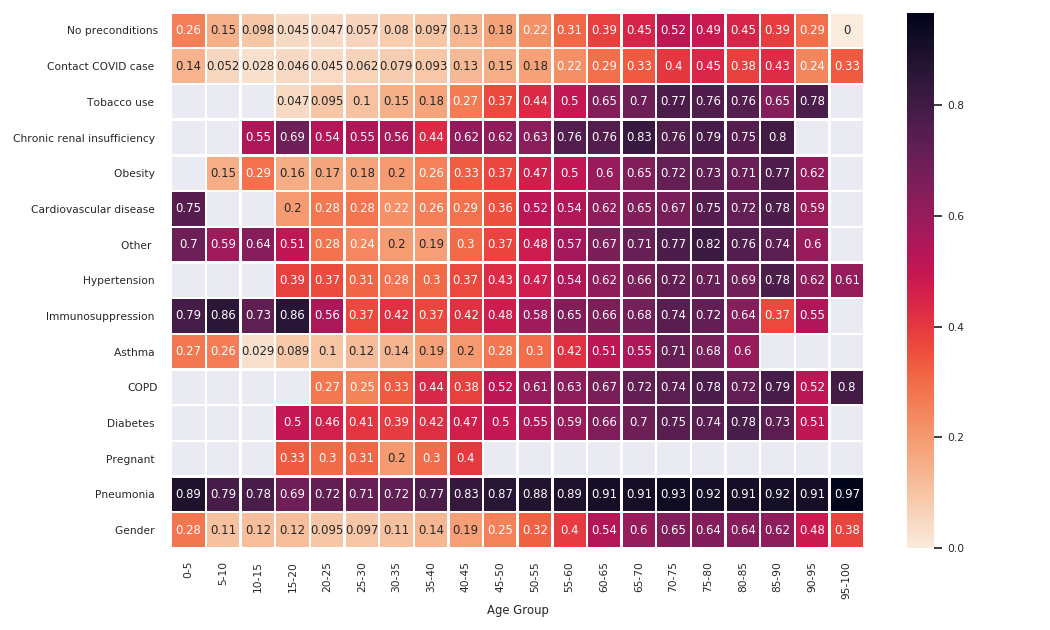 No preconditions 0.26 0.15 0.098 0.045 0.047 0.057 0.08 0.097 0.13 0.18 0.22 0.31 0.39 0.45 0.52 0.49 0.45 0.39 0.29 0
Contact COVID case 0.14 0.052 0.028 0.046 0.045 0.062 0.079 0.093 0.13 0.15 0.18 0.22 0.29 0.33 0.4 0.45 0.38 0.43 0.24 0.33
Tobacco use 0.047 0.095 0.1 0.15 0.18 0.27 0.37 0.44 0.5 0.65 0.7 0.77 0.76 0.76 0.65 0.78
Chronic renal insufficiency 0.55 0.69 0.54 0.55 0.56 0.44 0.62 0.62 0.63 0.76 0.76 0.83 0.76 0.79 0.75 0.8
Obesity 0.15 0.29 0.16 0.17 0.18 0.2 0.26 0.33 0.37 0.47 0.5 0.6 0.65 0.72 0.73 0.71 0.77 0.62
Cardiovascular disease 0.75 0.2 0.28 0.28 0.22 0.26 0.29 0.36 0.52 0.54 0.62 0.65 0.67 0.75 0.72 0.78 0.59
Other 0.7 0.59 0.64 0.51 0.28 0.24 0.2 0.19 0.3 0.37 0.48 0.57 0.67 0.71 0.77 0.82 0.76 0.74 0.6
Hypertension 0.39 0.37 0.31 0.28 0.3 0.37 0.43 0.47 0.54 0.62 0.66 0.72 0.71 0.69 0.78 0.62 0.61
Immunosuppression 0.79 0.86 0.73 0.86 0.56 0.37 0.42 0.37 0.42 0.48 0.58 0.65 0.66 0.68 0.74 0.72 0.64 0.37 0.55
Asthma 0.27 0.26 0.029 0.089 0.1 0.12 0.14 0.19 0.2 0.28 0.3 0.42 0.51 0.55 0.71 0.68 0.6
COPD 0.27 0.25 0.33 0.44 0.38 0.52 0.61 0.63 0.67 0.72 0.74 0.78 0.72 0.79 0.52 0.8
Diabetes 0.5 0.46 0.41 0.39 0.42 0.47 0.5 0.55 0.59 0.66 0.7 0.75 0.74 0.78 0.73 0.51
Pregnant 0.33 0.3 0.31 0.2 0.3 0.4
Pneumonia 0.89 0.79 0.78 0.69 0.72 0.71 0.72 0.77 0.83 0.87 0.88 0.89 0.91 0.91 0.93 0.92 0.91 0.92 0.91 0.97
Gender 0.28 0.11 0.12 0.12 0.095 0.097 0.11 0.14 0.19 0.25 0.32 0.4 0.54 0.6 0.65 0.64 0.64 0.62 0.48 0.38
0-5 5-10 10-15 15-20 20-25 25-30 30-35 35-40 40-45 45-50 50-55 55-60 60-65 65-70 70-75 75-80 80-85 85-90 90-95 95-100
Age Group
0.8
0.6
0.4
0.2
0.0